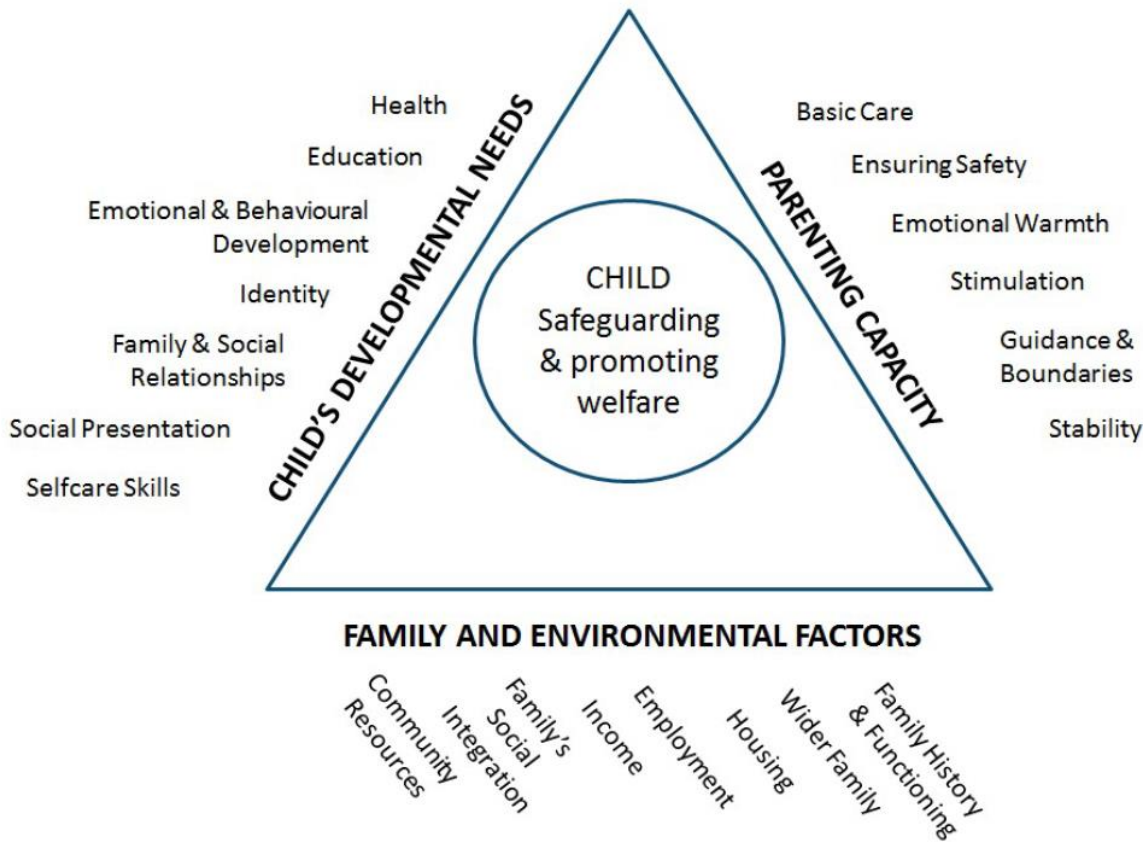 Health
Education
Emotional & Behavioural
Development
Identity
Family & Social
Relationships
Social Presentation
Selfcare Skills
CHILD'S DEVELOPMENTAL NEEDS
CHILD
Safeguarding
& promoting
welfare
PARENTING CAPACITY
Basic Care
Ensuring Safety
Emotional Warmth
Stimulation
Guidance &
Boundaries
Stability
FAMILY AND ENVIRONMENTAL FACTORS
Community
Resources
Family's
Social
Integration
Income
Employment
Housing
Wider Family
Family History
& Functioning